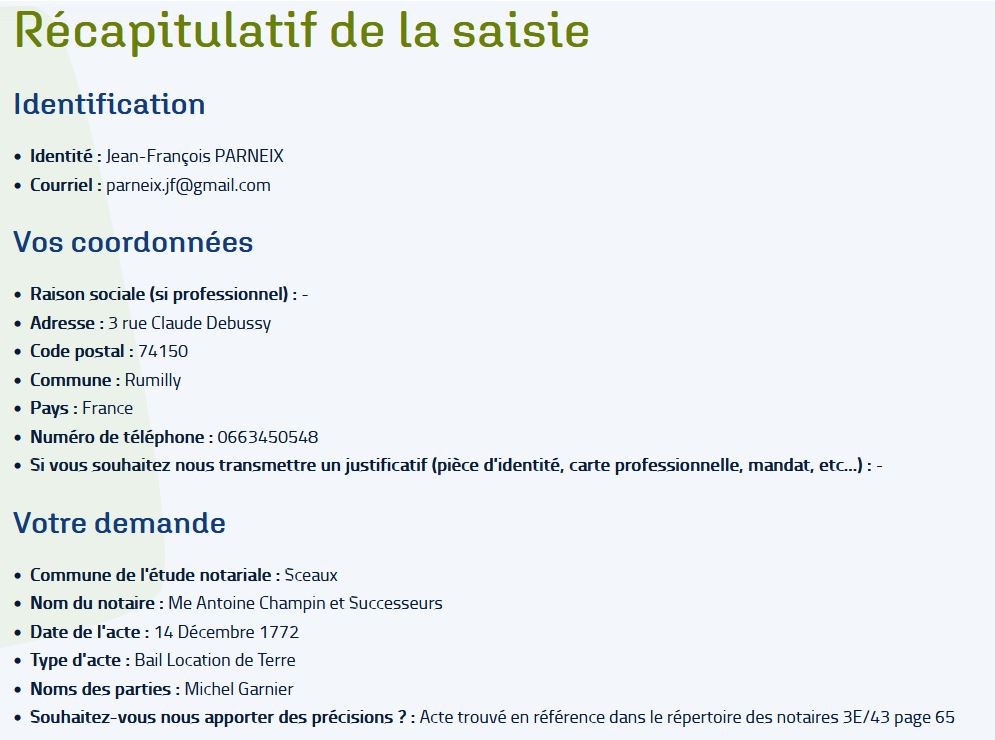 Récapitulatif de la saisie
Identification
• Identité : Jean-François PARNEIX
• Courriel : parneix.jf@gmail.com
Vos coordonnées
• Raison sociale (si professionnel) : -
• Adresse : 3 rue Claude Debussy
• Code postal : 74150
• Commune : Rumilly
• Pays : France
• Numéro de téléphone : 0663450548
• Si vous souhaitez nous transmettre un justificatif (pièce d'identité, carte professionnelle, mandat, etc...) : -
Votre demande
• Commune de l'étude notariale : Sceaux
• Nom du notaire : Me Antoine Champin et Successeurs
• Date de l'acte : 14 Décembre 1772
• Type d'acte : Bail Location de Terre
• Noms des parties : Michel Garnier
• Souhaitez-vous nous apporter des précisions ? : Acte trouvé en référence dans le répertoire des notaires 3E/43 page 65